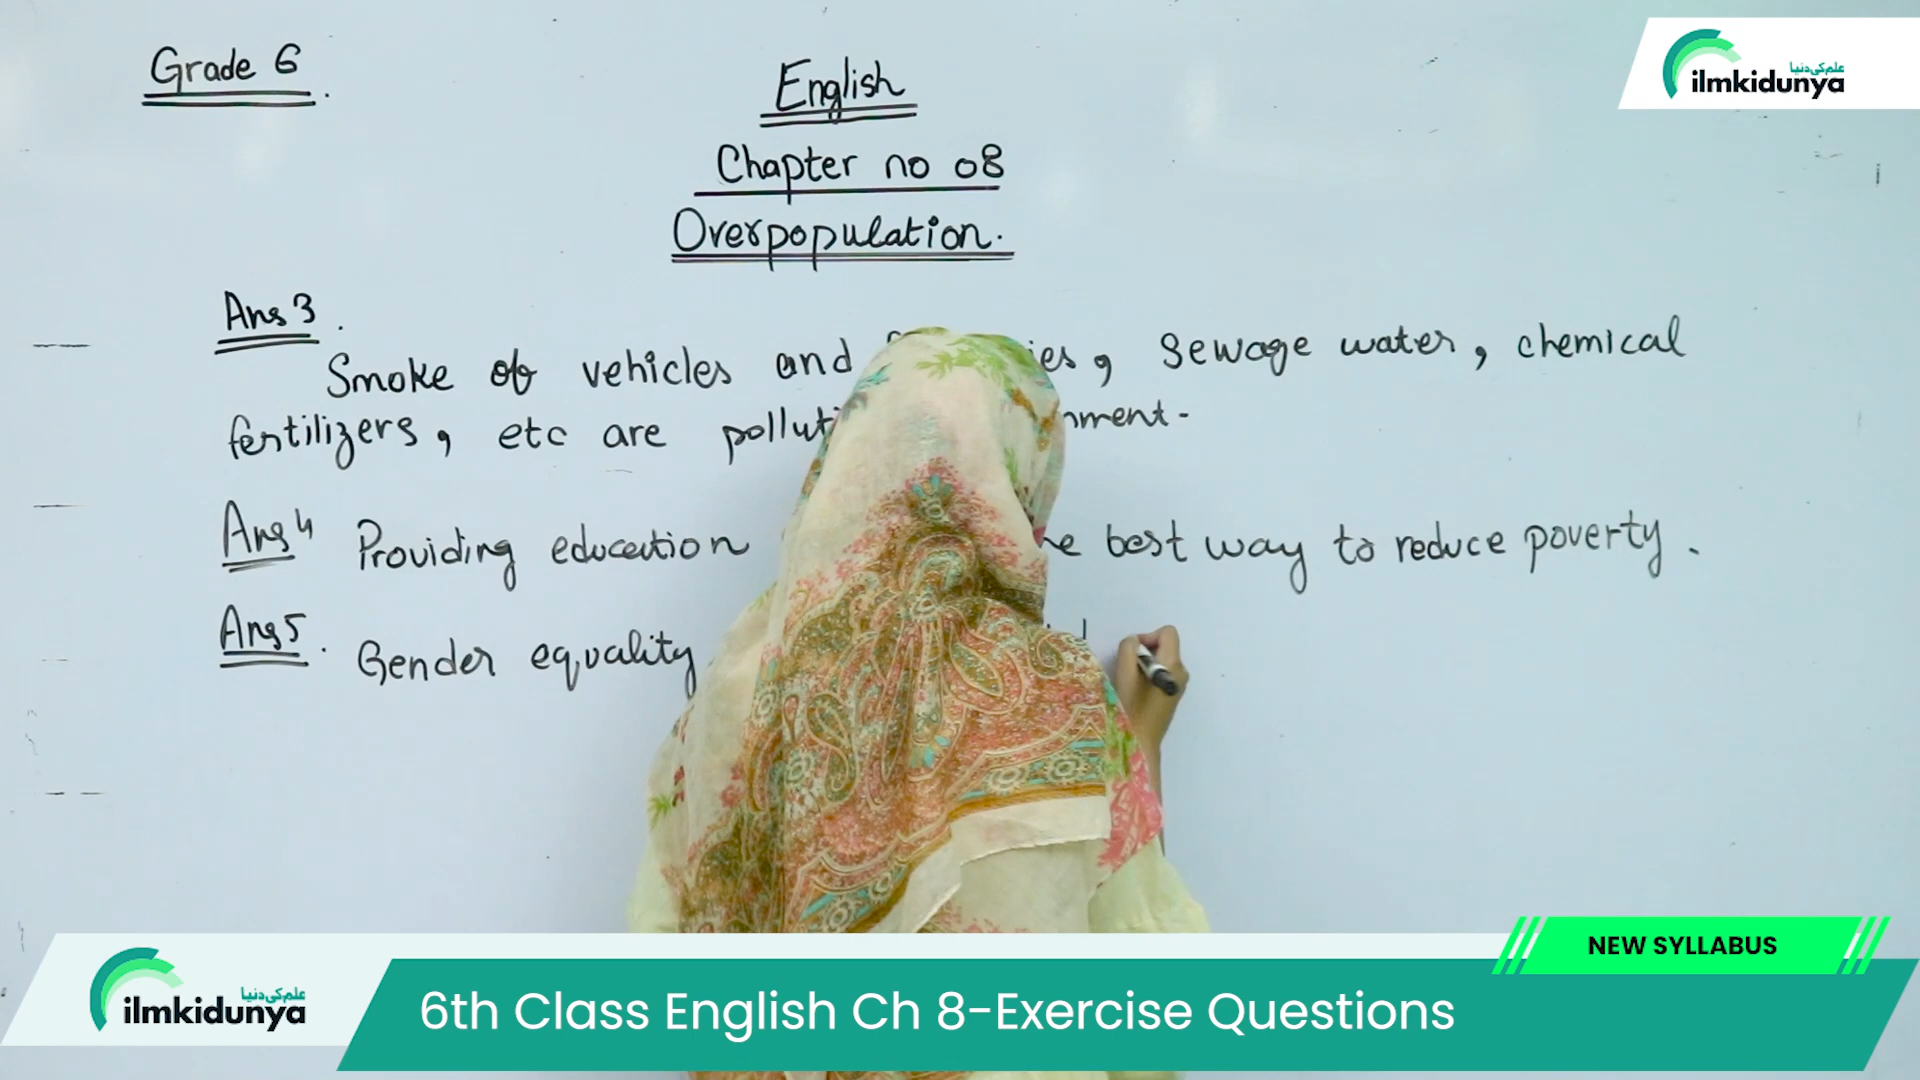 Grade 6
علم کی دنیا
ilmkidunya
English
Chapter no 08
Overpopulation.
Ans 3.
Smoke of vehicles and , Sewage water, chemical
fertilizers, etc are
Ans 4 Providing education best way to reduce poverty.
Ans 5. Gender equality
NEW SYLLABUS
علم کی دنیا
ilmkidunya
6th Class English Ch 8-Exercise Questions